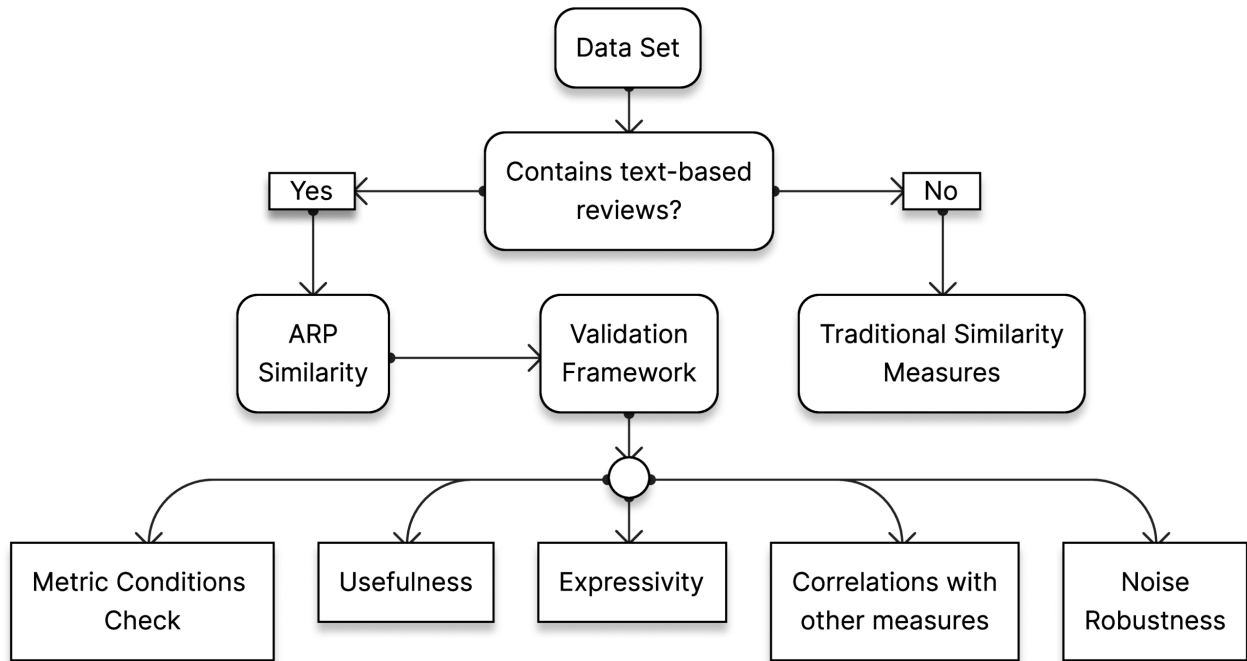 Data Set
Contains text-based
reviews?
Yes
No
ARP
Similarity
Validation
Framework
Traditional Similarity
Measures
Metric Conditions
Check
Usefulness
Expressivity
Correlations with
other measures
Noise
Robustness